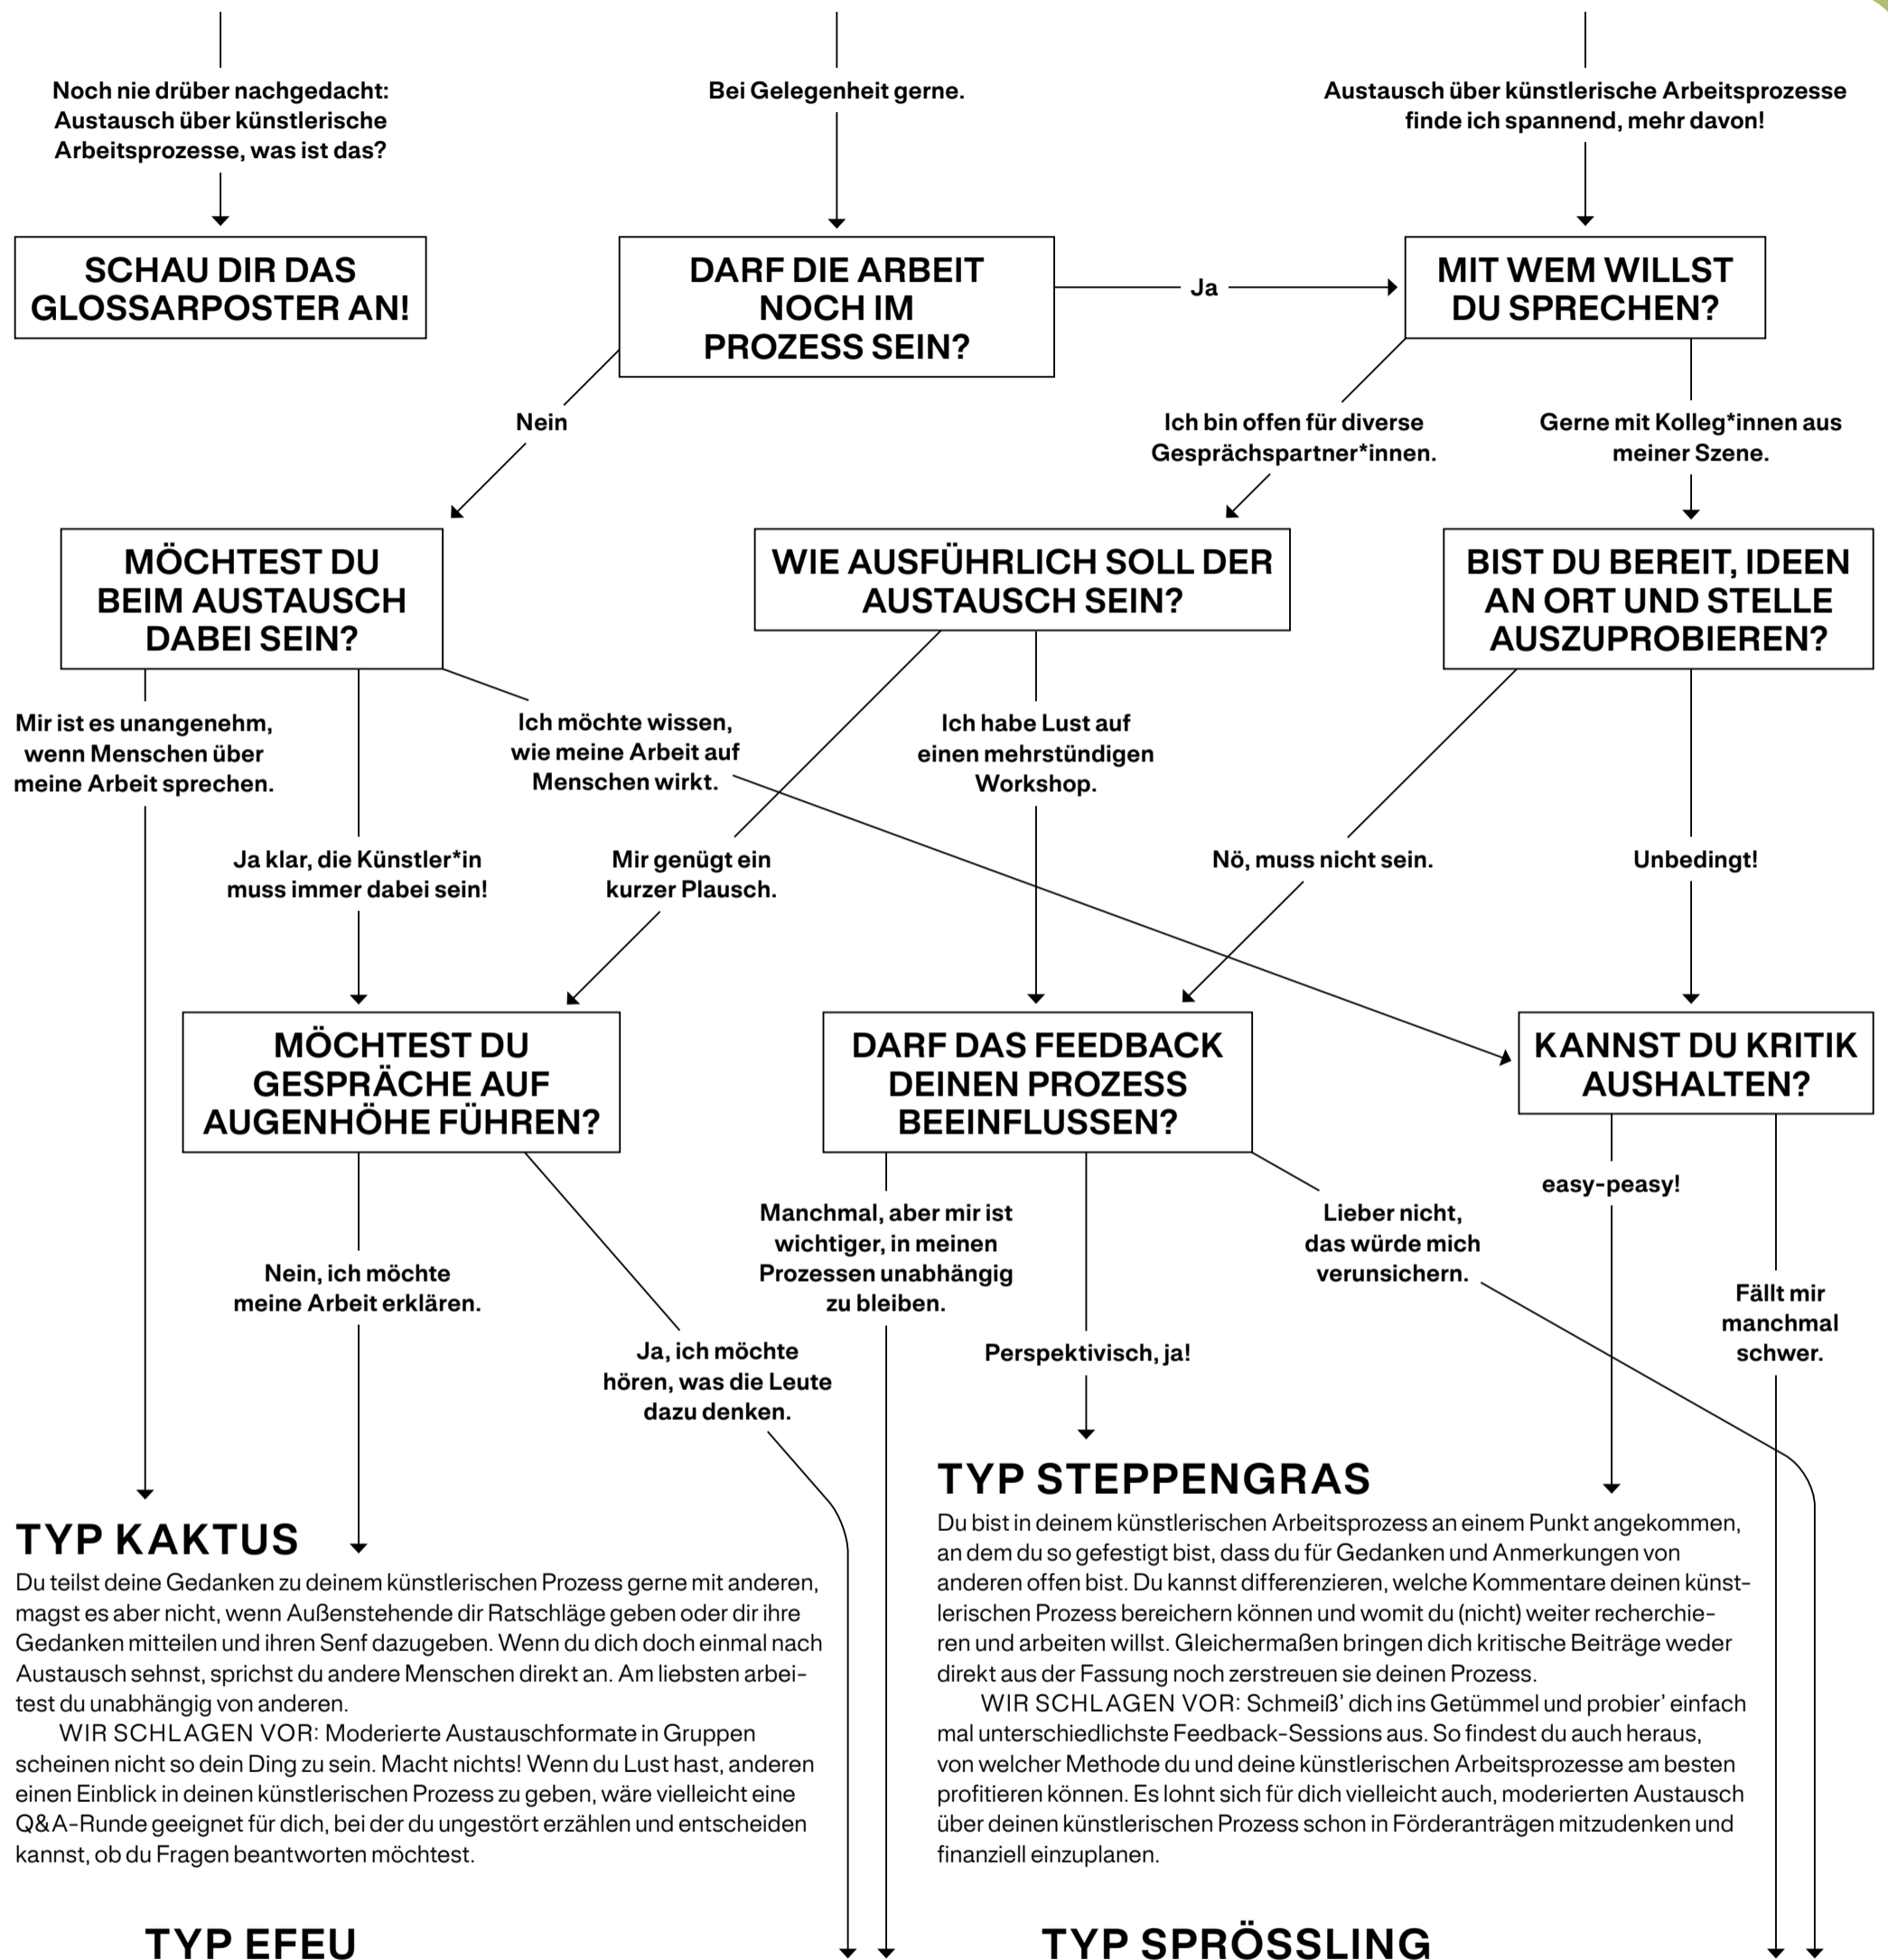 Noch nie drüber nachgedacht:
Austausch über künstlerische
Arbeitsprozesse, was ist das?
Bei Gelegenheit gerne.
Austausch über künstlerische Arbeitsprozesse
finde ich spannend, mehr davon!
SCHAU DIR DAS
GLOSSARPOSTER AN!
DARF DIE ARBEIT
NOCH IM
PROZESS SEIN?
Ja
MIT WEM WILLST
DU SPRECHEN?
Nein
Ich bin offen für diverse
Gesprächspartner*innen.
Gerne mit Kolleg*innen aus
meiner Szene.
MÖCHTEST DU
BEIM AUSTAUSCH
DABEI SEIN?
WIE AUSFÜHRLICH SOLL DER
AUSTAUSCH SEIN?
BIST DU BEREIT, IDEEN
AN ORT UND STELLE
AUSZUPROBIEREN?
Mir ist es unangenehm,
wenn Menschen über
meine Arbeit sprechen.
Ich möchte wissen,
wie meine Arbeit auf
Menschen wirkt.
Ich habe Lust auf
einen mehrstündigen
Workshop.
Ja klar, die Künstler*in
muss immer dabei sein!
Mir genügt ein
kurzer Plausch.
Nö, muss nicht sein.
Unbedingt!
MÖCHTEST DU
GESPRÄCHE AUF
AUGENHÖHE FÜHREN?
DARF DAS FEEDBACK
DEINEN PROZESS
BEEINFLUSSEN?
KANNST DU KRITIK
AUSHALTEN?
Nein, ich möchte
meine Arbeit erklären.
Ja, ich möchte
hören, was die Leute
dazu denken.
Manchmal, aber mir ist
wichtiger, in meinen
Prozessen unabhängig
zu bleiben.
Perspektivisch, ja!
Lieber nicht,
das würde mich
verunsichern.
easy-peasy!
Fällt mir
manchmal
schwer.
TYP KAKTUS
Du teilst deine Gedanken zu deinem künstlerischen Prozess gerne mit anderen,
magst es aber nicht, wenn Außenstehende dir Ratschläge geben oder dir ihre
Gedanken mitteilen und ihren Senf dazugeben. Wenn du dich doch einmal nach
Austausch sehnst, sprichst du andere Menschen direkt an. Am liebsten arbei-
test du unabhängig von anderen.
WIR SCHLAGEN VOR: Moderierte Austauschformate in Gruppen
scheinen nicht so dein Ding zu sein. Macht nichts! Wenn du Lust hast, anderen
einen Einblick in deinen künstlerischen Prozess zu geben, wäre vielleicht eine
Q&A-Runde geeignet für dich, bei der du ungestört erzählen und entscheiden
kannst, ob du Fragen beantworten möchtest.
TYP STEPPENGRAS
Du bist in deinem künstlerischen Arbeitsprozess an einem Punkt angekommen,
an dem du so gefestigt bist, dass du für Gedanken und Anmerkungen von
anderen offen bist. Du kannst differenzieren, welche Kommentare deinen künst-
lerischen Prozess bereichern können und womit du (nicht) weiter recherchie-
ren und arbeiten willst. Gleichermaßen bringen dich kritische Beiträge weder
direkt aus der Fassung noch zerstreuen sie deinen Prozess.
WIR SCHLAGEN VOR: Schmeiß’ dich ins Getümmel und probier’ einfach
mal unterschiedlichste Feedback-Sessions aus. So findest du auch heraus,
von welcher Methode du und deine künstlerischen Arbeitsprozesse am besten
profitieren können. Es lohnt sich für dich vielleicht auch, moderierten Austausch
über deinen künstlerischen Prozess schon in Förderanträgen mitzudenken und
finanziell einzuplanen.
TYP EFEU
TYP SPRÖSSLING